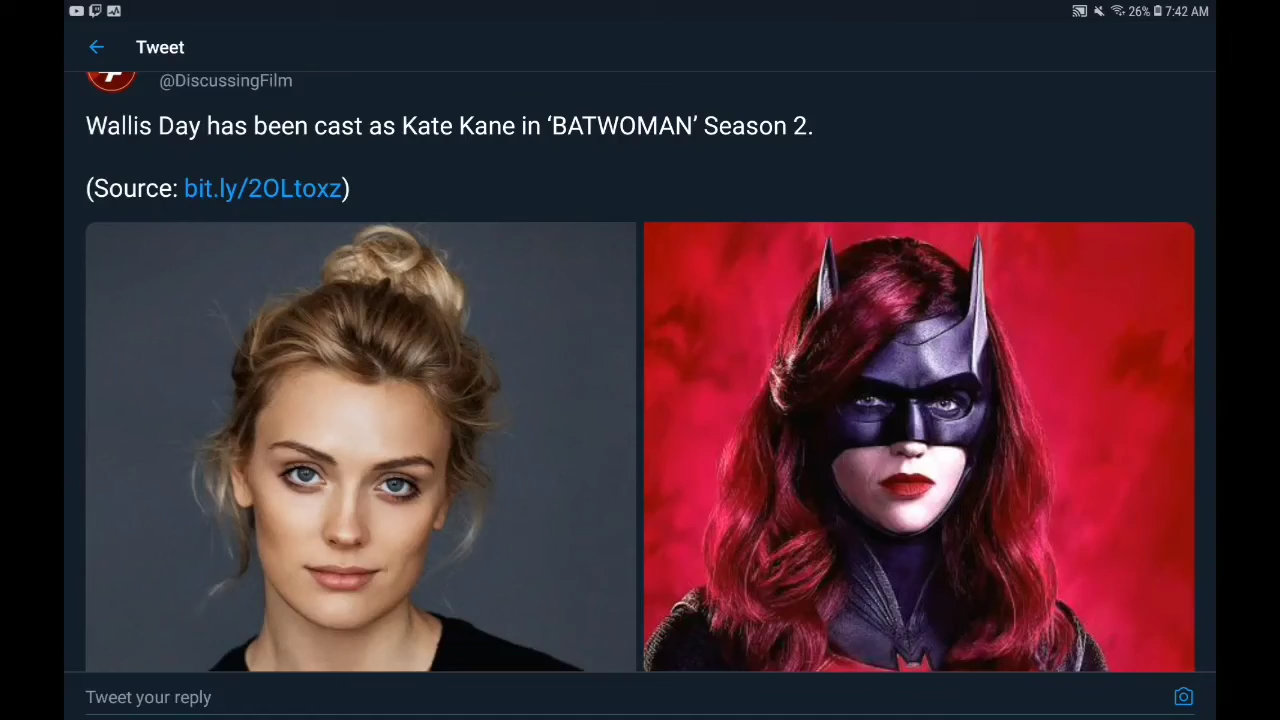 26% 7:42 AM
Tweet
@DiscussingFilm
Wallis Day has been cast as Kate Kane in ‘BATWOMAN’ Season 2.
(Source: bit.ly/2OLtoxz)
Tweet your reply